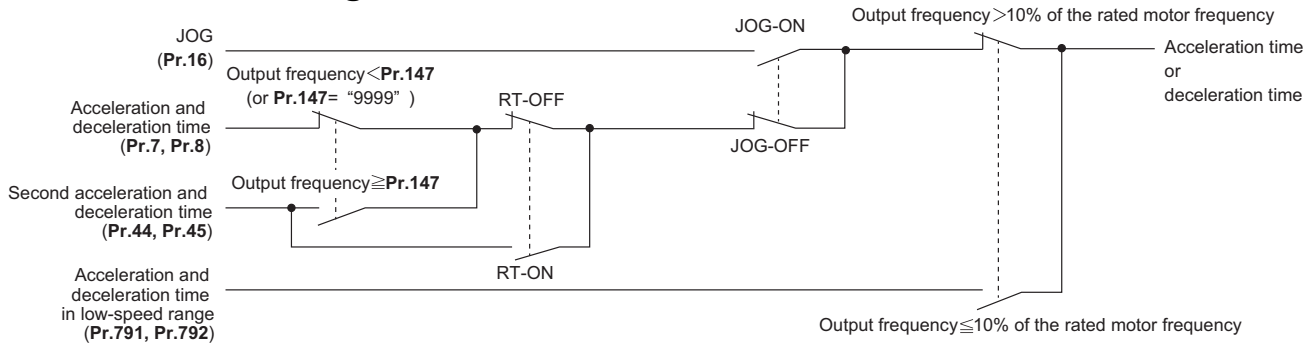 Output frequency＞10% of the rated motor frequency
JOG-ON
JOG
(Pr.16)
Acceleration time
or
deceleration time
Output frequency＜Pr.147
(or Pr.147= “9999” )
RT-OFF
Acceleration and
deceleration time
(Pr.7, Pr.8)
JOG-OFF
Output frequency≧Pr.147
Second acceleration and
deceleration time
(Pr.44, Pr.45)
RT-ON
Acceleration and
deceleration time
in low-speed range
(Pr.791, Pr.792)
Output frequency≦10% of the rated motor frequency